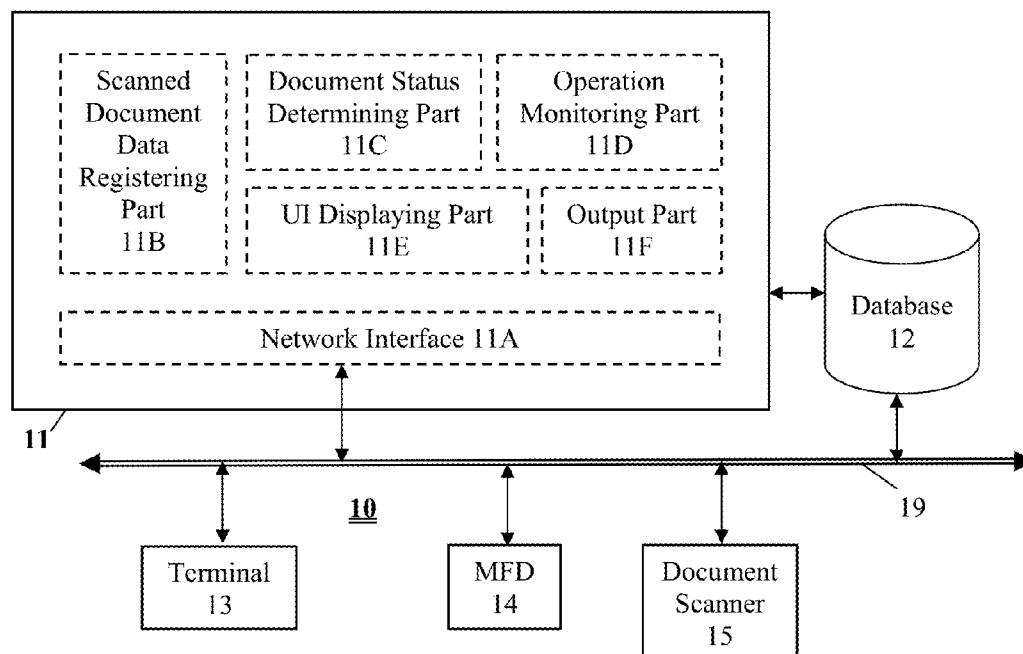 Scanned
Document
Data
Registering
Part
11B
Document Status
Determining Part
11C
Operation
Monitoring Part
11D
UI Displaying Part
11E
Output Part
11F
Network Interface 11A
Database
12
11
10
19
Terminal
13
MFD
14
Document
Scanner
15